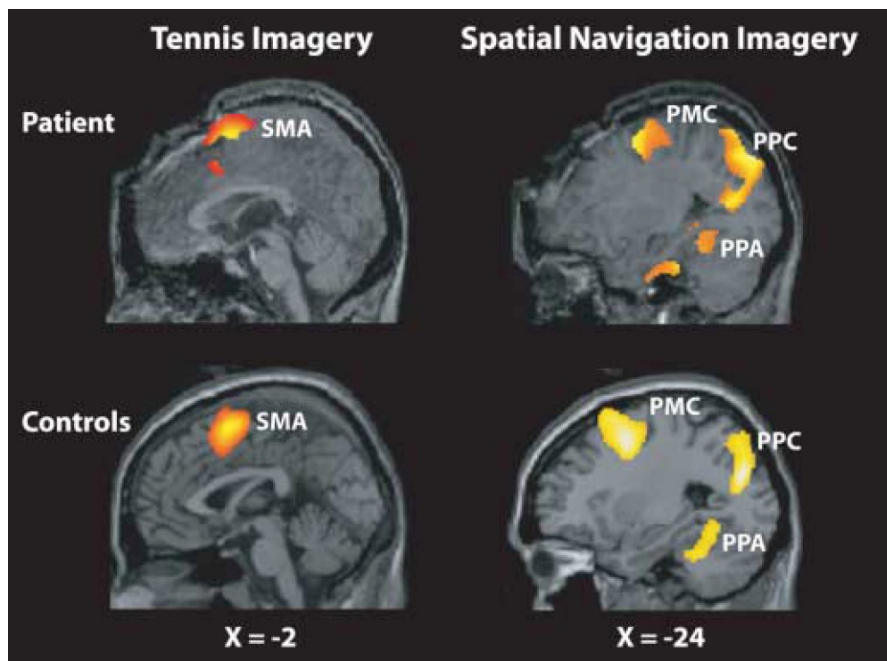 Tennis Imagery
Spatial Navigation Imagery
Patient
SMA
PMC
PPC
PPA
Controls
SMA
PMC
PPC
PPA
X = -2
X = -24